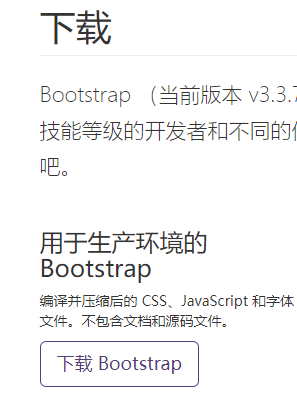 下载
Bootstrap （当前版本 v3.3.7
技能等级的开发者和不同的
吧。
用于生产环境的
Bootstrap
编译并压缩后的 CSS、JavaScript 和字体
文件。不包含文档和源码文件。
下载 Bootstrap